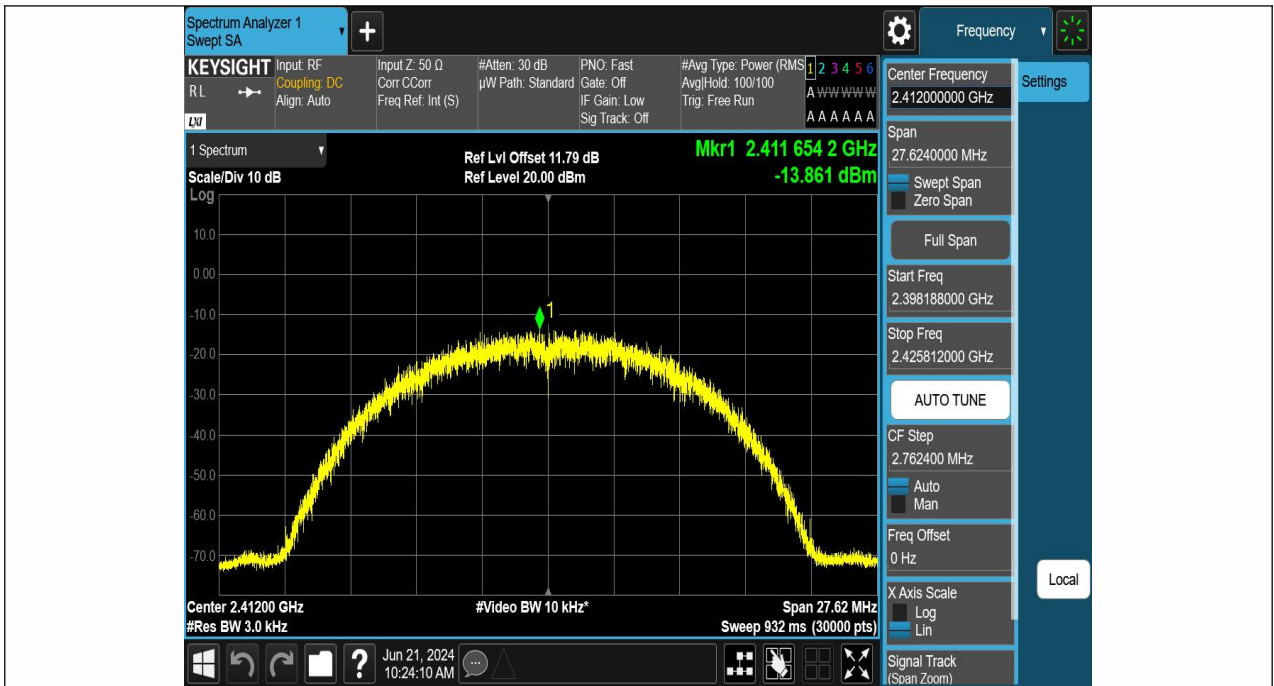 Spectrum Analyzer 1
Swept SA
+
Frequency
KEYSIGHT
RL
LXI
Input: RF
Coupling: DC
Align: Auto
Input Z: 50 Ω
Corr CCorr
Freq Ref: Int (S)
#Atten: 30 dB
µW Path: Standard
PNO: Fast
Gate: Off
IF Gain: Low
Sig Track: Off
#Avg Type: Power (RMS
Avg|Hold: 100/100
Trig: Free Run
1 2 3 4 5 6
A W W W W W
A A A A A A
Center Frequency
2.412000000 GHz
Settings
1 Spectrum
Scale/Div 10 dB
Ref Lvl Offset 11.79 dB
Ref Level 20.00 dBm
Mkr1 2.411 654 2 GHz
-13.861 dBm
Log
10.0
0.00
-10.0
-20.0
-30.0
-40.0
-50.0
-60.0
-70.0
1
Span
27.6240000 MHz
Swept Span
Zero Span
Full Span
Start Freq
2.398188000 GHz
Stop Freq
2.425812000 GHz
AUTO TUNE
CF Step
2.762400 MHz
Auto
Man
Freq Offset
0 Hz
X Axis Scale
Log
Lin
Signal Track
(Span Zoom)
Local
Center 2.41200 GHz
#Res BW 3.0 kHz
#Video BW 10 kHz*
Span 27.62 MHz
Sweep 932 ms (30000 pts)
?
Jun 21, 2024
10:24:10 AM